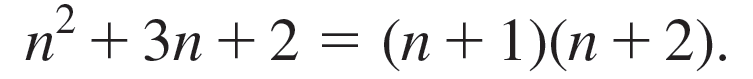 n² + 3n + 2 = (n + 1)(n + 2).